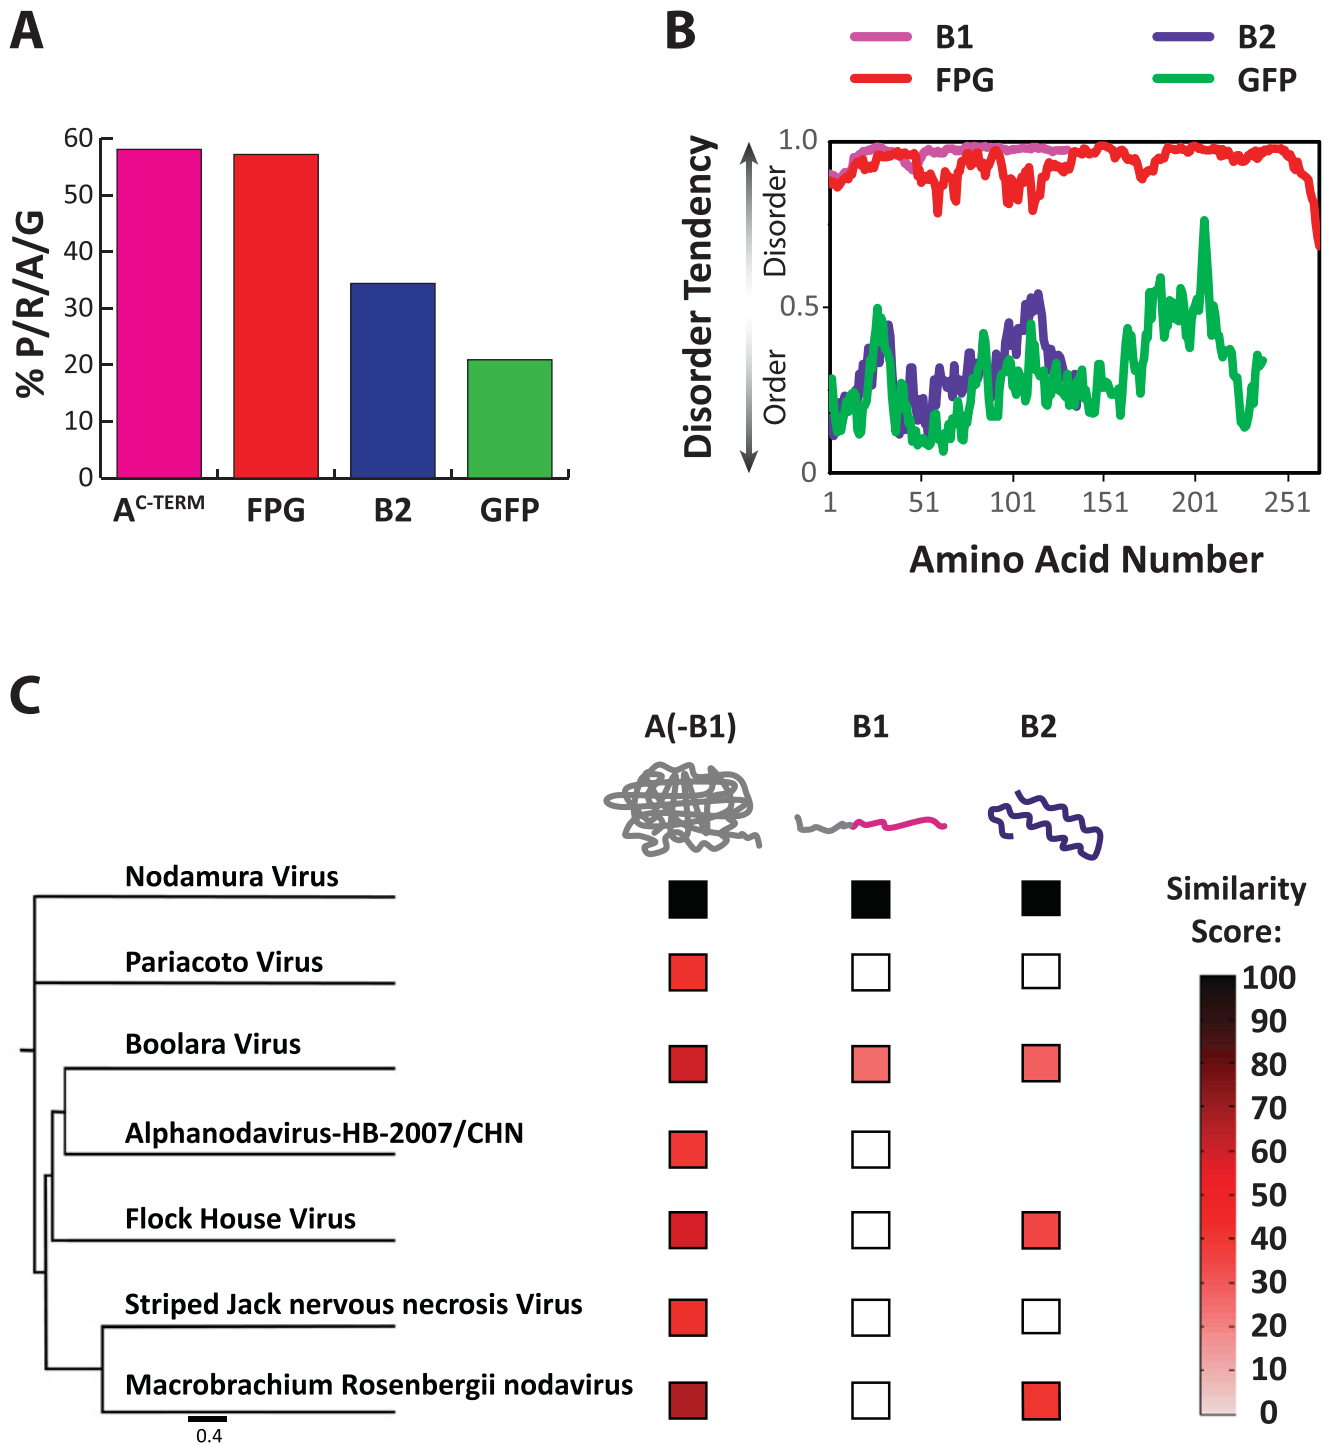 A
% P/R/A/G
60
50
40
30
20
10
0
A^C-TERM
FPG
B2
GFP
B
B1
B2
FPG
GFP
Disorder Tendency
Order
Disorder
1.0
0.5
0
1
51
101
151
201
251
Amino Acid Number
C
A(-B1)
B1
B2
Nodamura Virus
Pariacoto Virus
Boolara Virus
Alphanodavirus-HB-2007/CHN
Flock House Virus
Striped Jack nervous necrosis Virus
Macrobrachium Rosenbergii nodavirus
0.4
Similarity
Score:
100
90
80
70
60
50
40
30
20
10
0